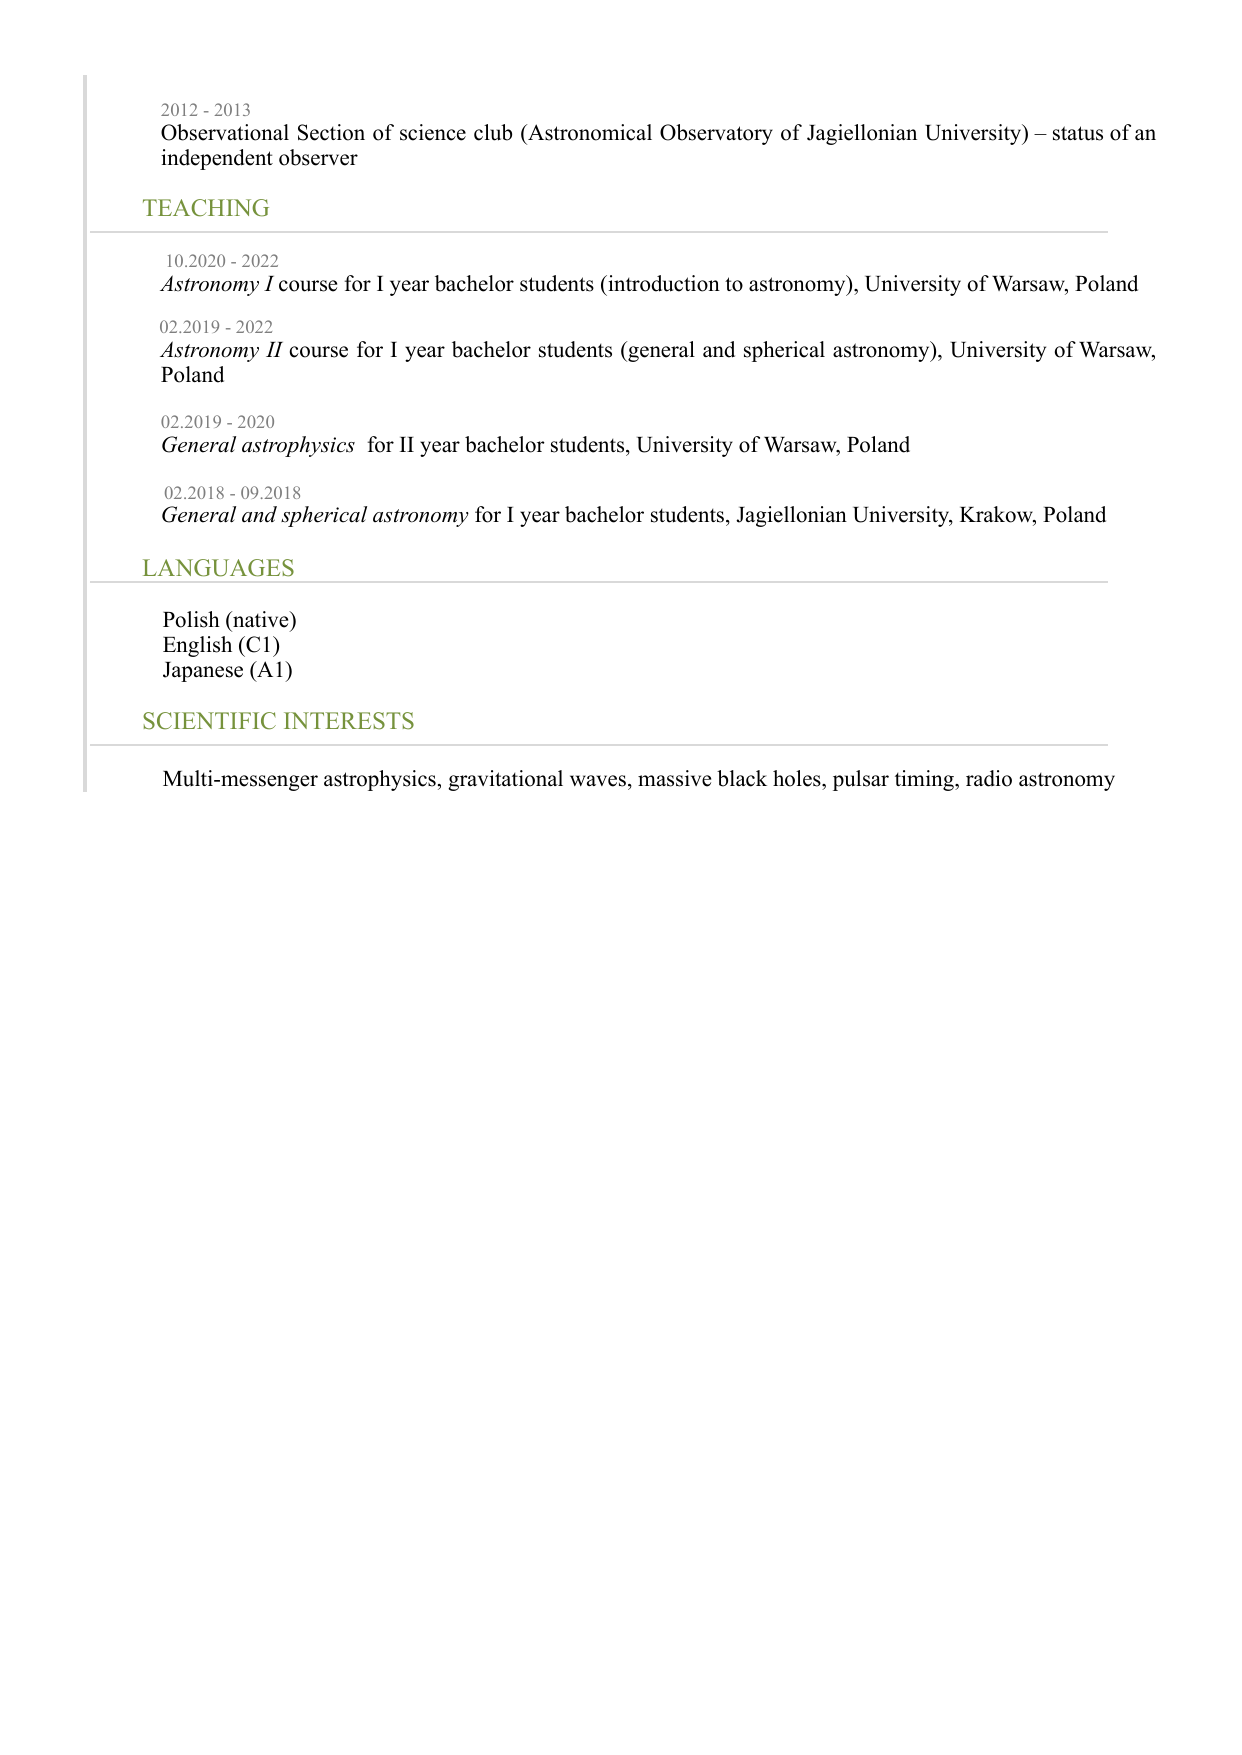 2012 - 2013
Observational Section of science club (Astronomical Observatory of Jagiellonian University) – status of an
independent observer
TEACHING
10.2020 - 2022
Astronomy I course for I year bachelor students (introduction to astronomy), University of Warsaw, Poland
02.2019 - 2022
Astronomy II course for I year bachelor students (general and spherical astronomy), University of Warsaw,
Poland
02.2019 - 2020
General astrophysics for II year bachelor students, University of Warsaw, Poland
02.2018 - 09.2018
General and spherical astronomy for I year bachelor students, Jagiellonian University, Krakow, Poland
LANGUAGES
Polish (native)
English (C1)
Japanese (A1)
SCIENTIFIC INTERESTS
Multi-messenger astrophysics, gravitational waves, massive black holes, pulsar timing, radio astronomy